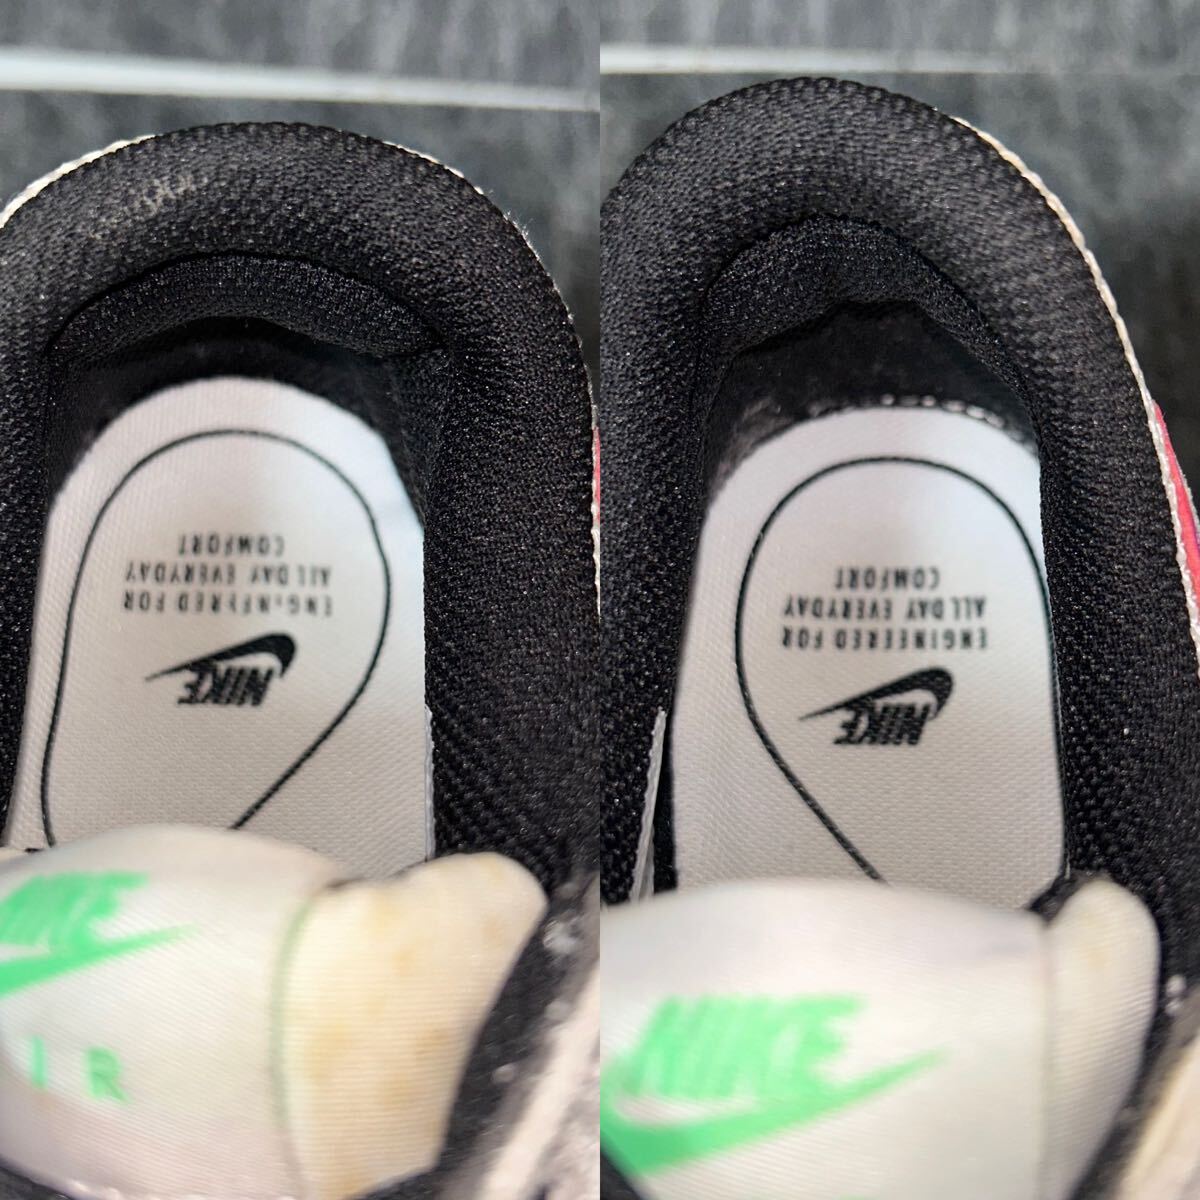 NIKE
ENGINEERED FOR
ALL DAY EVERYDAY
COMFORT
NIKE
IR
NIKE
ENGINEERED FOR
ALL DAY EVERYDAY
COMFORT
NIKE